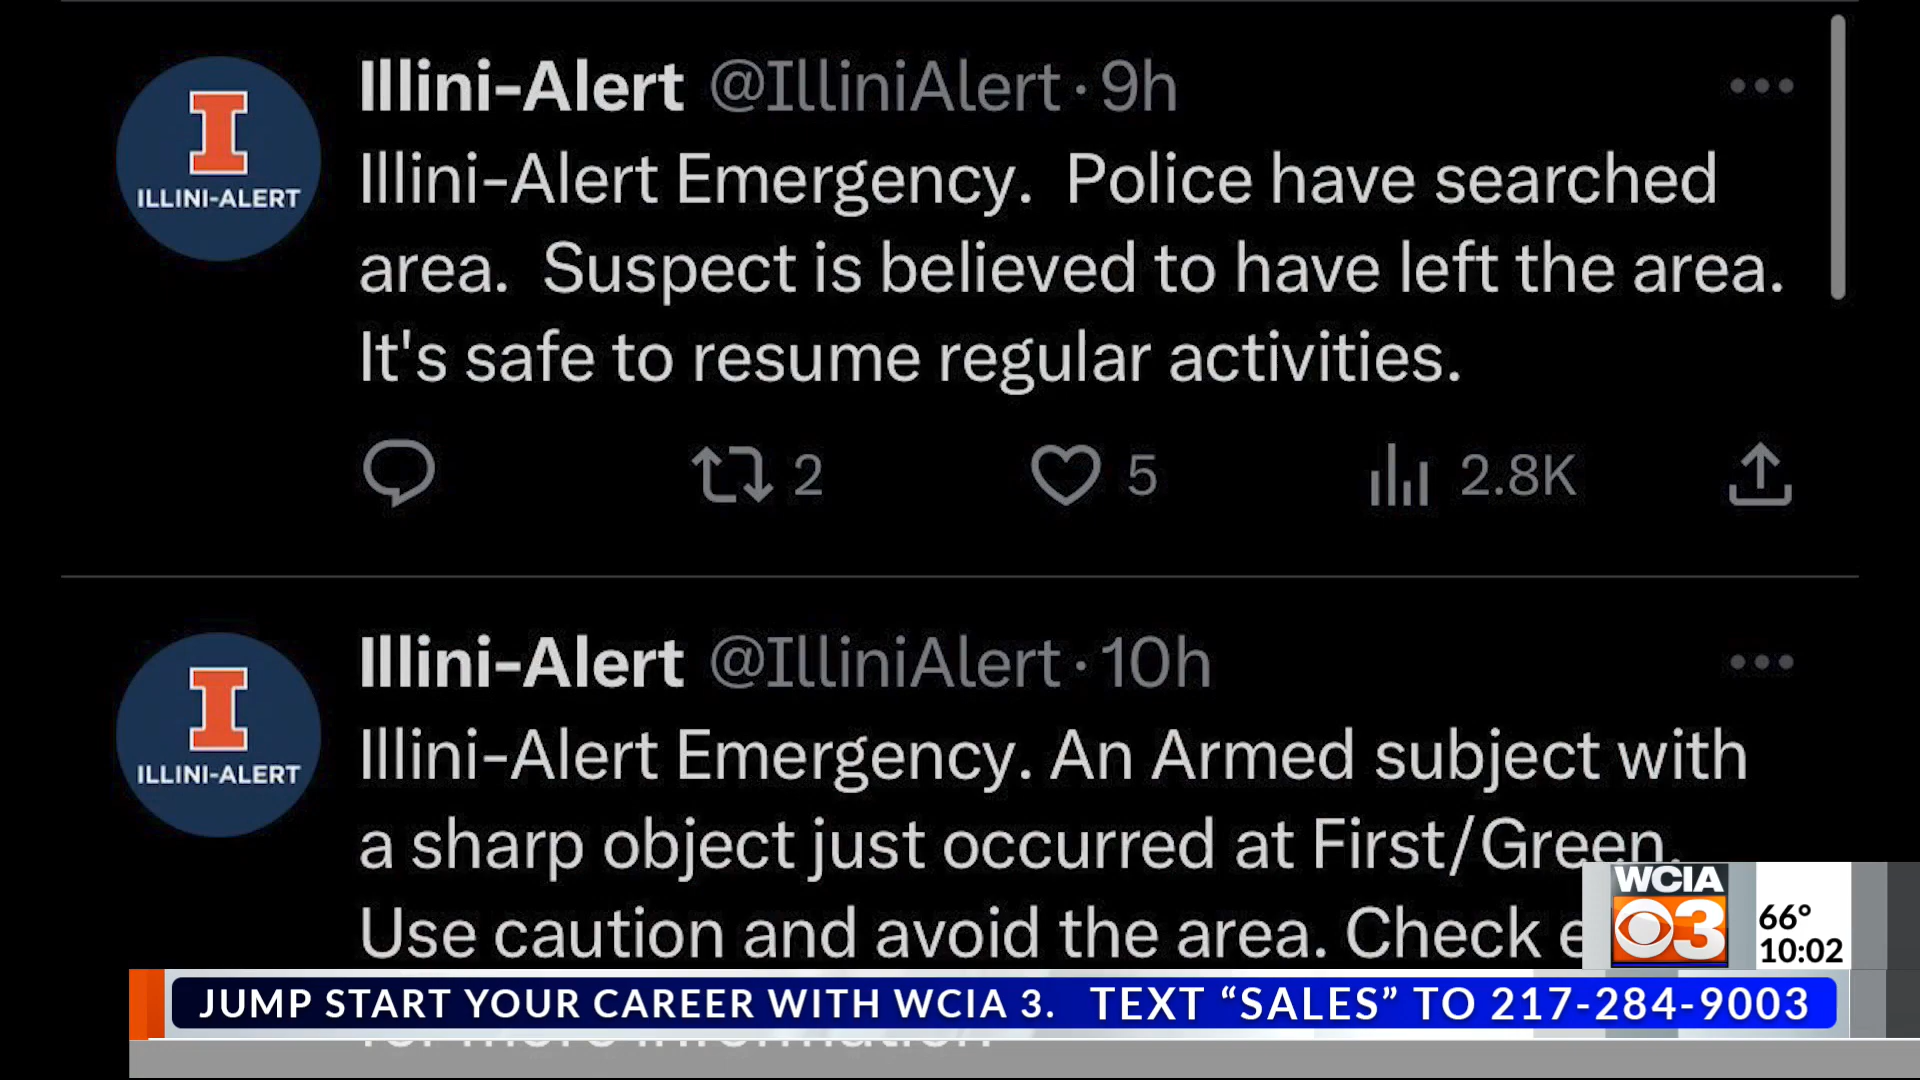 Illini-Alert @IlliniAlert · 9h
ILLINI-ALERT
Illini-Alert Emergency.  Police have searched
area.  Suspect is believed to have left the area.
It's safe to resume regular activities.
2 5 2.8K
Illini-Alert @IlliniAlert · 10h
ILLINI-ALERT
Illini-Alert Emergency. An Armed subject with
a sharp object just occurred at First/Green.
Use caution and avoid the area. Check
WCIA
3
66°
10:02
JUMP START YOUR CAREER WITH WCIA 3. TEXT “SALES” TO 217-284-9003
for more information.